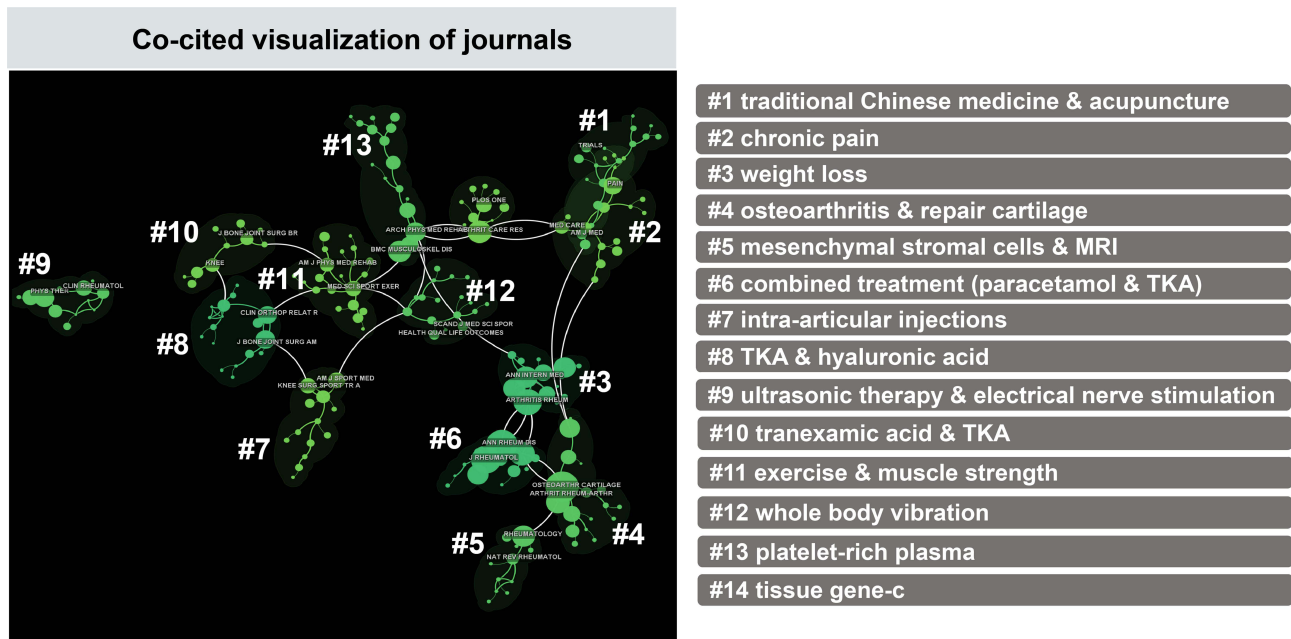 Co-cited visualization of journals
#1
#13
TRIALS
PAIN
PLOS ONE
#10
J BONE JOINT SURG BR
ARCH PHYS MED REHAB
THRIT CARE RES
MED CARE
AM J MED
#2
BMC MUSCULOSKEL DIS
#9
KNEE
#11
AM J PHYS MED REHAB
PHYS THER
CLIN RHEUMATOL
MED SCI SPORT EXER
#12
CLIN ORTHOP RELAT R
SCAND J MED SCI SPOR
HEALTH QUAL LIFE OUTCOMES
#8
J BONE JOINT SURG AM
AM J SPORT MED
KNEE SURG SPORT TR A
ANN INTERN MED
#3
ARTHRITIS RHEUM
#7
#6
ANN RHEUM DIS
J RHEUMATOL
OSTEOARTHR CARTILAGE
ARTHRIT RHEUM-ARTHR
#5
RHEUMATOLOGY
#4
NAT REV RHEUMATOL
#1 traditional Chinese medicine & acupuncture
#2 chronic pain
#3 weight loss
#4 osteoarthritis & repair cartilage
#5 mesenchymal stromal cells & MRI
#6 combined treatment (paracetamol & TKA)
#7 intra-articular injections
#8 TKA & hyaluronic acid
#9 ultrasonic therapy & electrical nerve stimulation
#10 tranexamic acid & TKA
#11 exercise & muscle strength
#12 whole body vibration
#13 platelet-rich plasma
#14 tissue gene-c